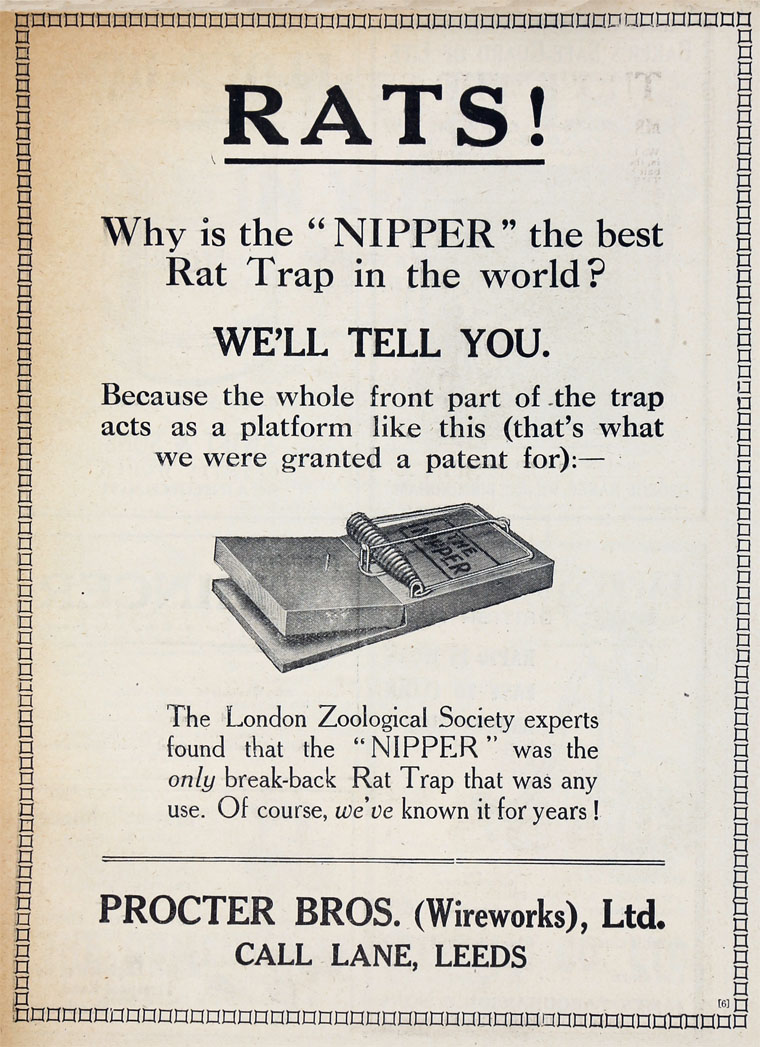 RATS!
Why is the “NIPPER” the best
Rat Trap in the world?
WE’LL TELL YOU.
Because the whole front part of the trap
acts as a platform like this (that’s what
we were granted a patent for):—
THE
NIPPER
The London Zoological Society experts
found that the “NIPPER” was the
only break-back Rat Trap that was any
use. Of course, we’ve known it for years!
PROCTER BROS. (Wireworks), Ltd.
CALL LANE, LEEDS
[6]